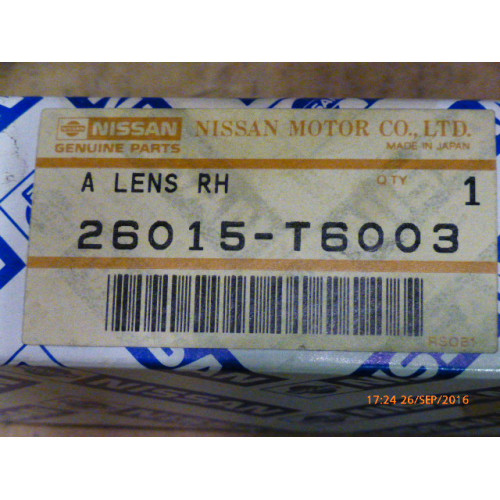 NISSAN NISSAN MOTOR CO., LTD.
GENUINE PARTS MADE IN JAPAN
A LENS RH QTY 1
26015-T6003
RSOB1
NISSAN
17:24 26/SEP/2016